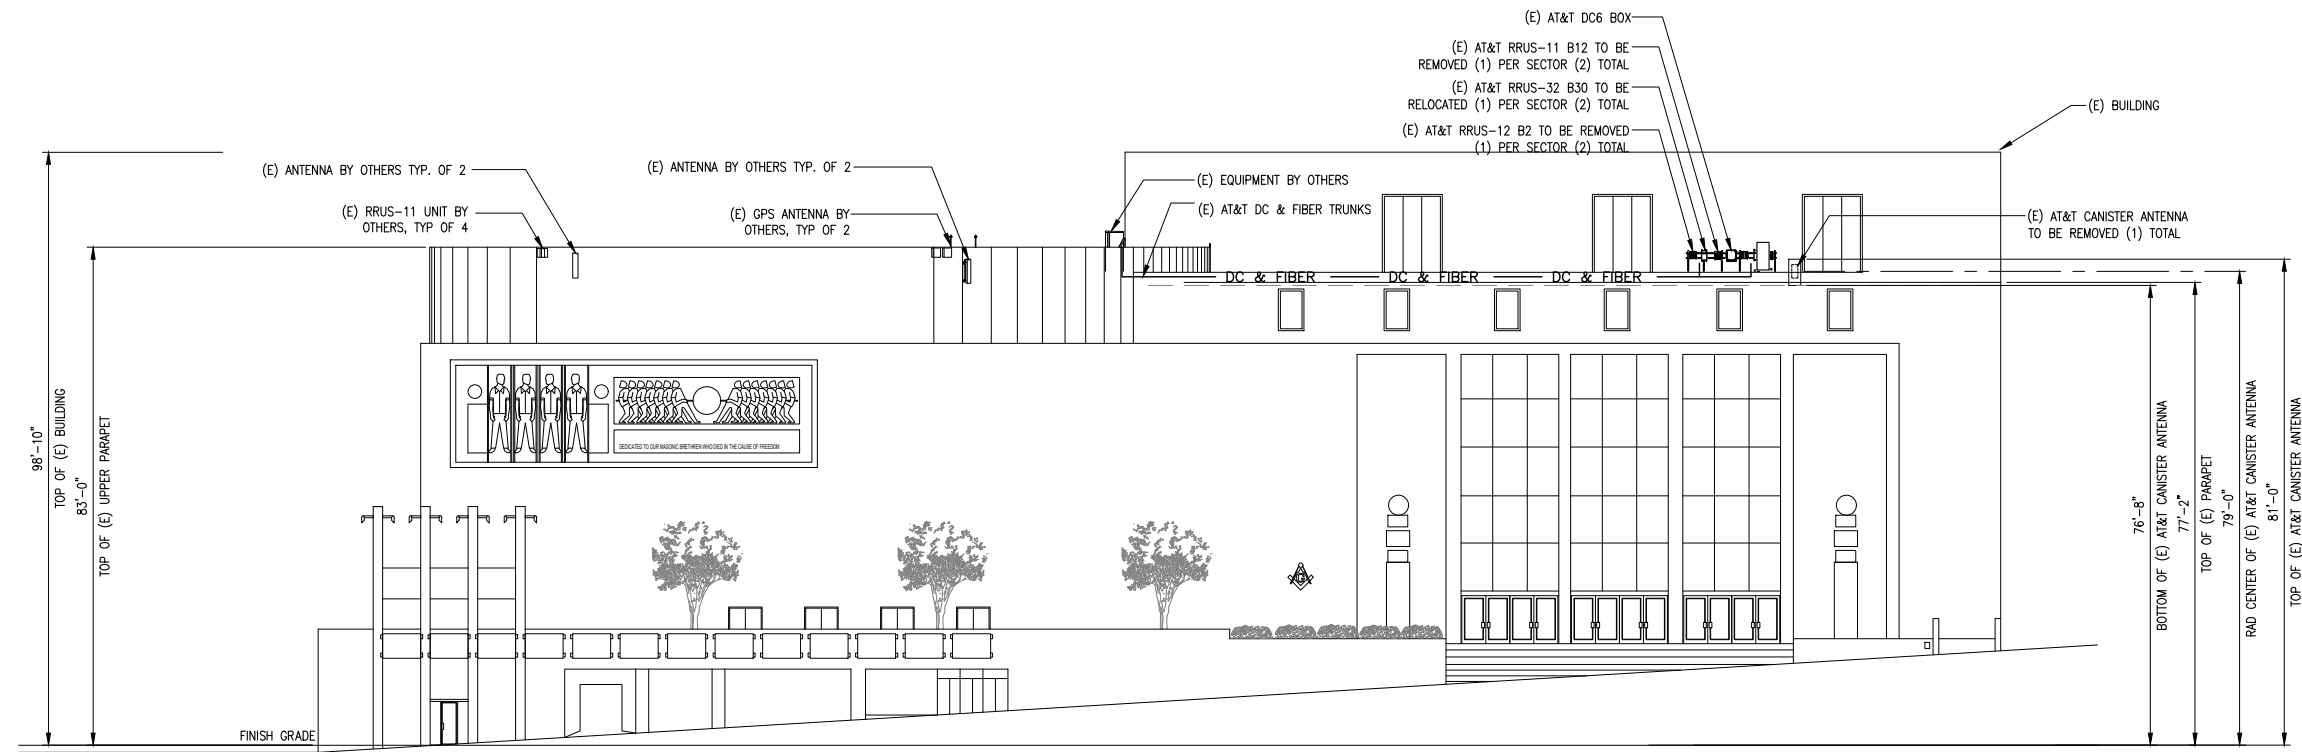 (E) AT&T DC6 BOX
(E) AT&T RRUS-11 B12 TO BE
REMOVED (1) PER SECTOR (2) TOTAL
(E) AT&T RRUS-32 B30 TO BE
RELOCATED (1) PER SECTOR (2) TOTAL
(E) AT&T RRUS-12 B2 TO BE REMOVED
(1) PER SECTOR (2) TOTAL
(E) BUILDING
(E) ANTENNA BY OTHERS TYP. OF 2
(E) RRUS-11 UNIT BY
OTHERS, TYP OF 4
(E) ANTENNA BY OTHERS TYP. OF 2
(E) GPS ANTENNA BY
OTHERS, TYP OF 2
(E) EQUIPMENT BY OTHERS
(E) AT&T DC & FIBER TRUNKS
(E) AT&T CANISTER ANTENNA
TO BE REMOVED (1) TOTAL
DC & FIBER
DC & FIBER
DC & FIBER
98'-10"
TOP OF (E) BUILDING
83'-0"
TOP OF (E) UPPER PARAPET
DEDICATED TO OUR MASONIC BRETHREN WHO DIED IN THE CAUSE OF FREEDOM
G
76'-8"
BOTTOM OF (E) AT&T CANISTER ANTENNA
77'-2"
TOP OF (E) PARAPET
79'-0"
RAD CENTER OF (E) AT&T CANISTER ANTENNA
81'-0"
TOP OF (E) AT&T CANISTER ANTENNA
FINISH GRADE